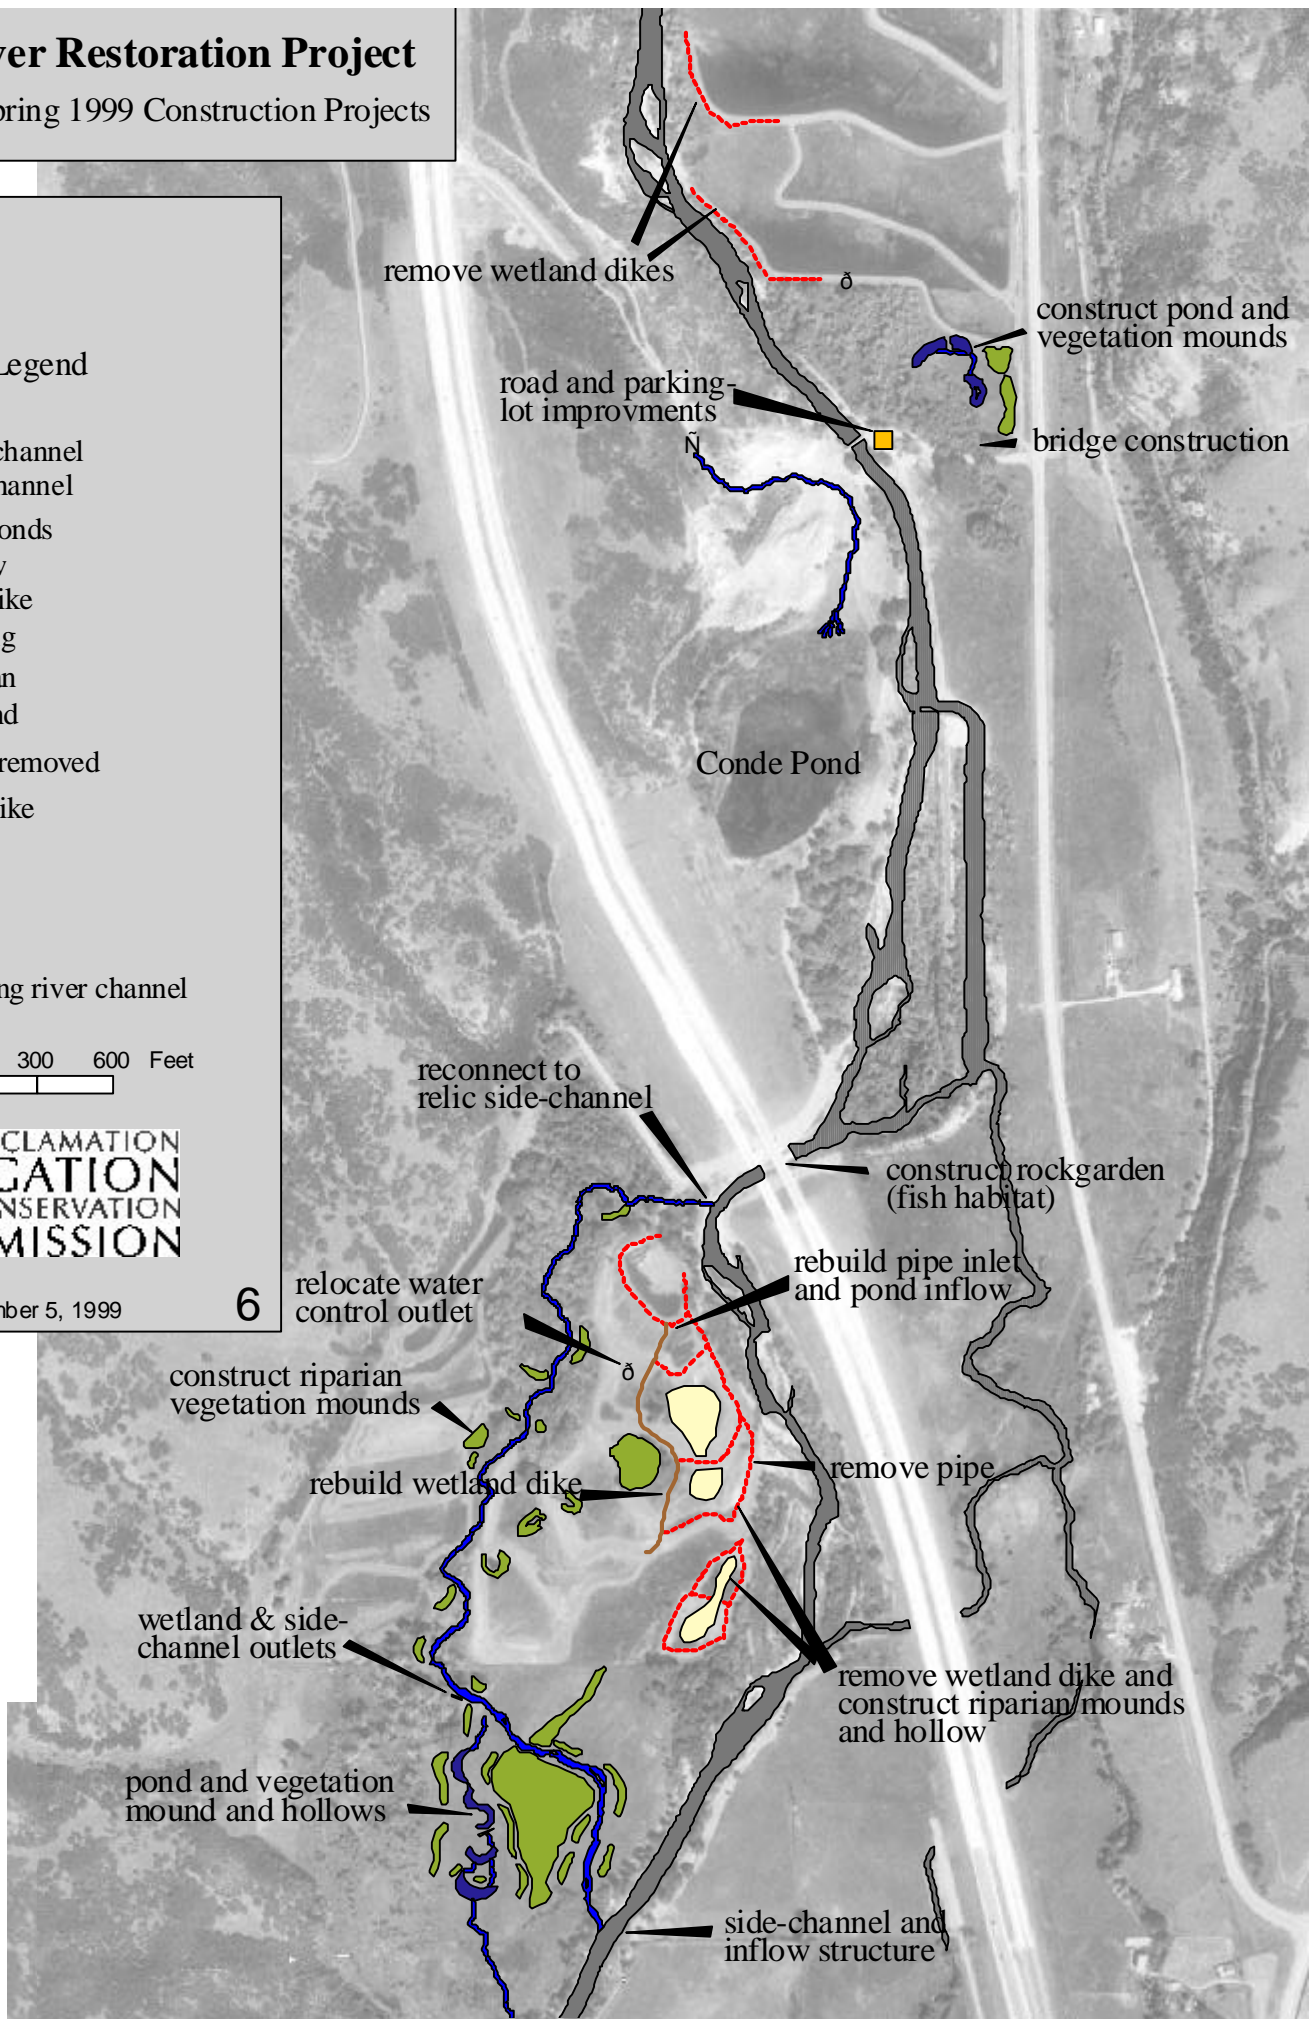 ver Restoration Project
pring 1999 Construction Projects
Legend
channel
hannel
onds
y
ike
g
an
nd
removed
ike
ng river channel
300 600 Feet
CLAMATION
GATION
NSERVATION
MISSION
mber 5, 1999
6
remove wetland dikes
ð
construct pond and
vegetation mounds
road and parking-
lot improvments
Ñ
bridge construction
Conde Pond
reconnect to
relic side-channel
construct rockgarden
(fish habitat)
rebuild pipe inlet
and pond inflow
relocate water
control outlet
ð
construct riparian
vegetation mounds
rebuild wetland dike
remove pipe
wetland & side-
channel outlets
remove wetland dike and
construct riparian mounds
and hollow
pond and vegetation
mound and hollows
side-channel and
inflow structure